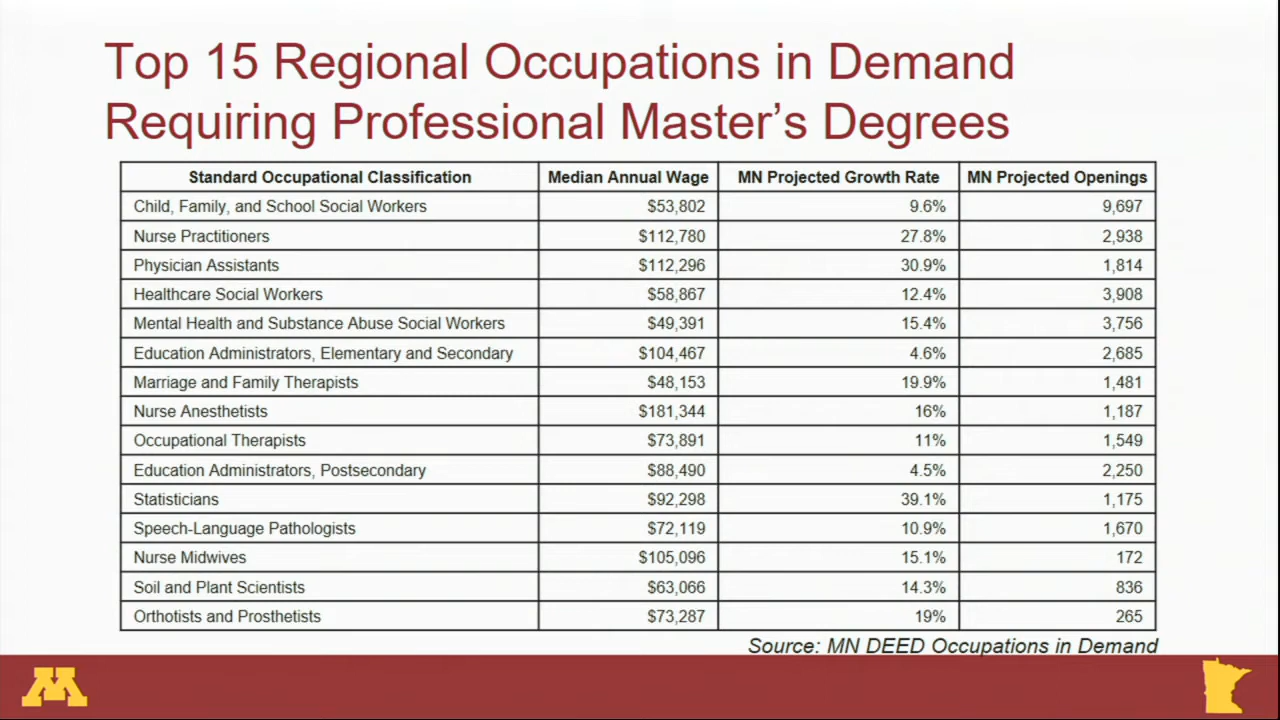 Top 15 Regional Occupations in Demand
Requiring Professional Master's Degrees
Standard Occupational Classification Median Annual Wage MN Projected Growth Rate MN Projected Openings
Child, Family, and School Social Workers $53,802 9.6% 9,697
Nurse Practitioners $112,780 27.8% 2,938
Physician Assistants $112,296 30.9% 1,814
Healthcare Social Workers $58,867 12.4% 3,908
Mental Health and Substance Abuse Social Workers $49,391 15.4% 3,756
Education Administrators, Elementary and Secondary $104,467 4.6% 2,685
Marriage and Family Therapists $48,153 19.9% 1,481
Nurse Anesthetists $181,344 16% 1,187
Occupational Therapists $73,891 11% 1,549
Education Administrators, Postsecondary $88,490 4.5% 2,250
Statisticians $92,298 39.1% 1,175
Speech-Language Pathologists $72,119 10.9% 1,670
Nurse Midwives $105,096 15.1% 172
Soil and Plant Scientists $63,066 14.3% 836
Orthotists and Prosthetists $73,287 19% 265
Source: MN DEED Occupations in Demand
M